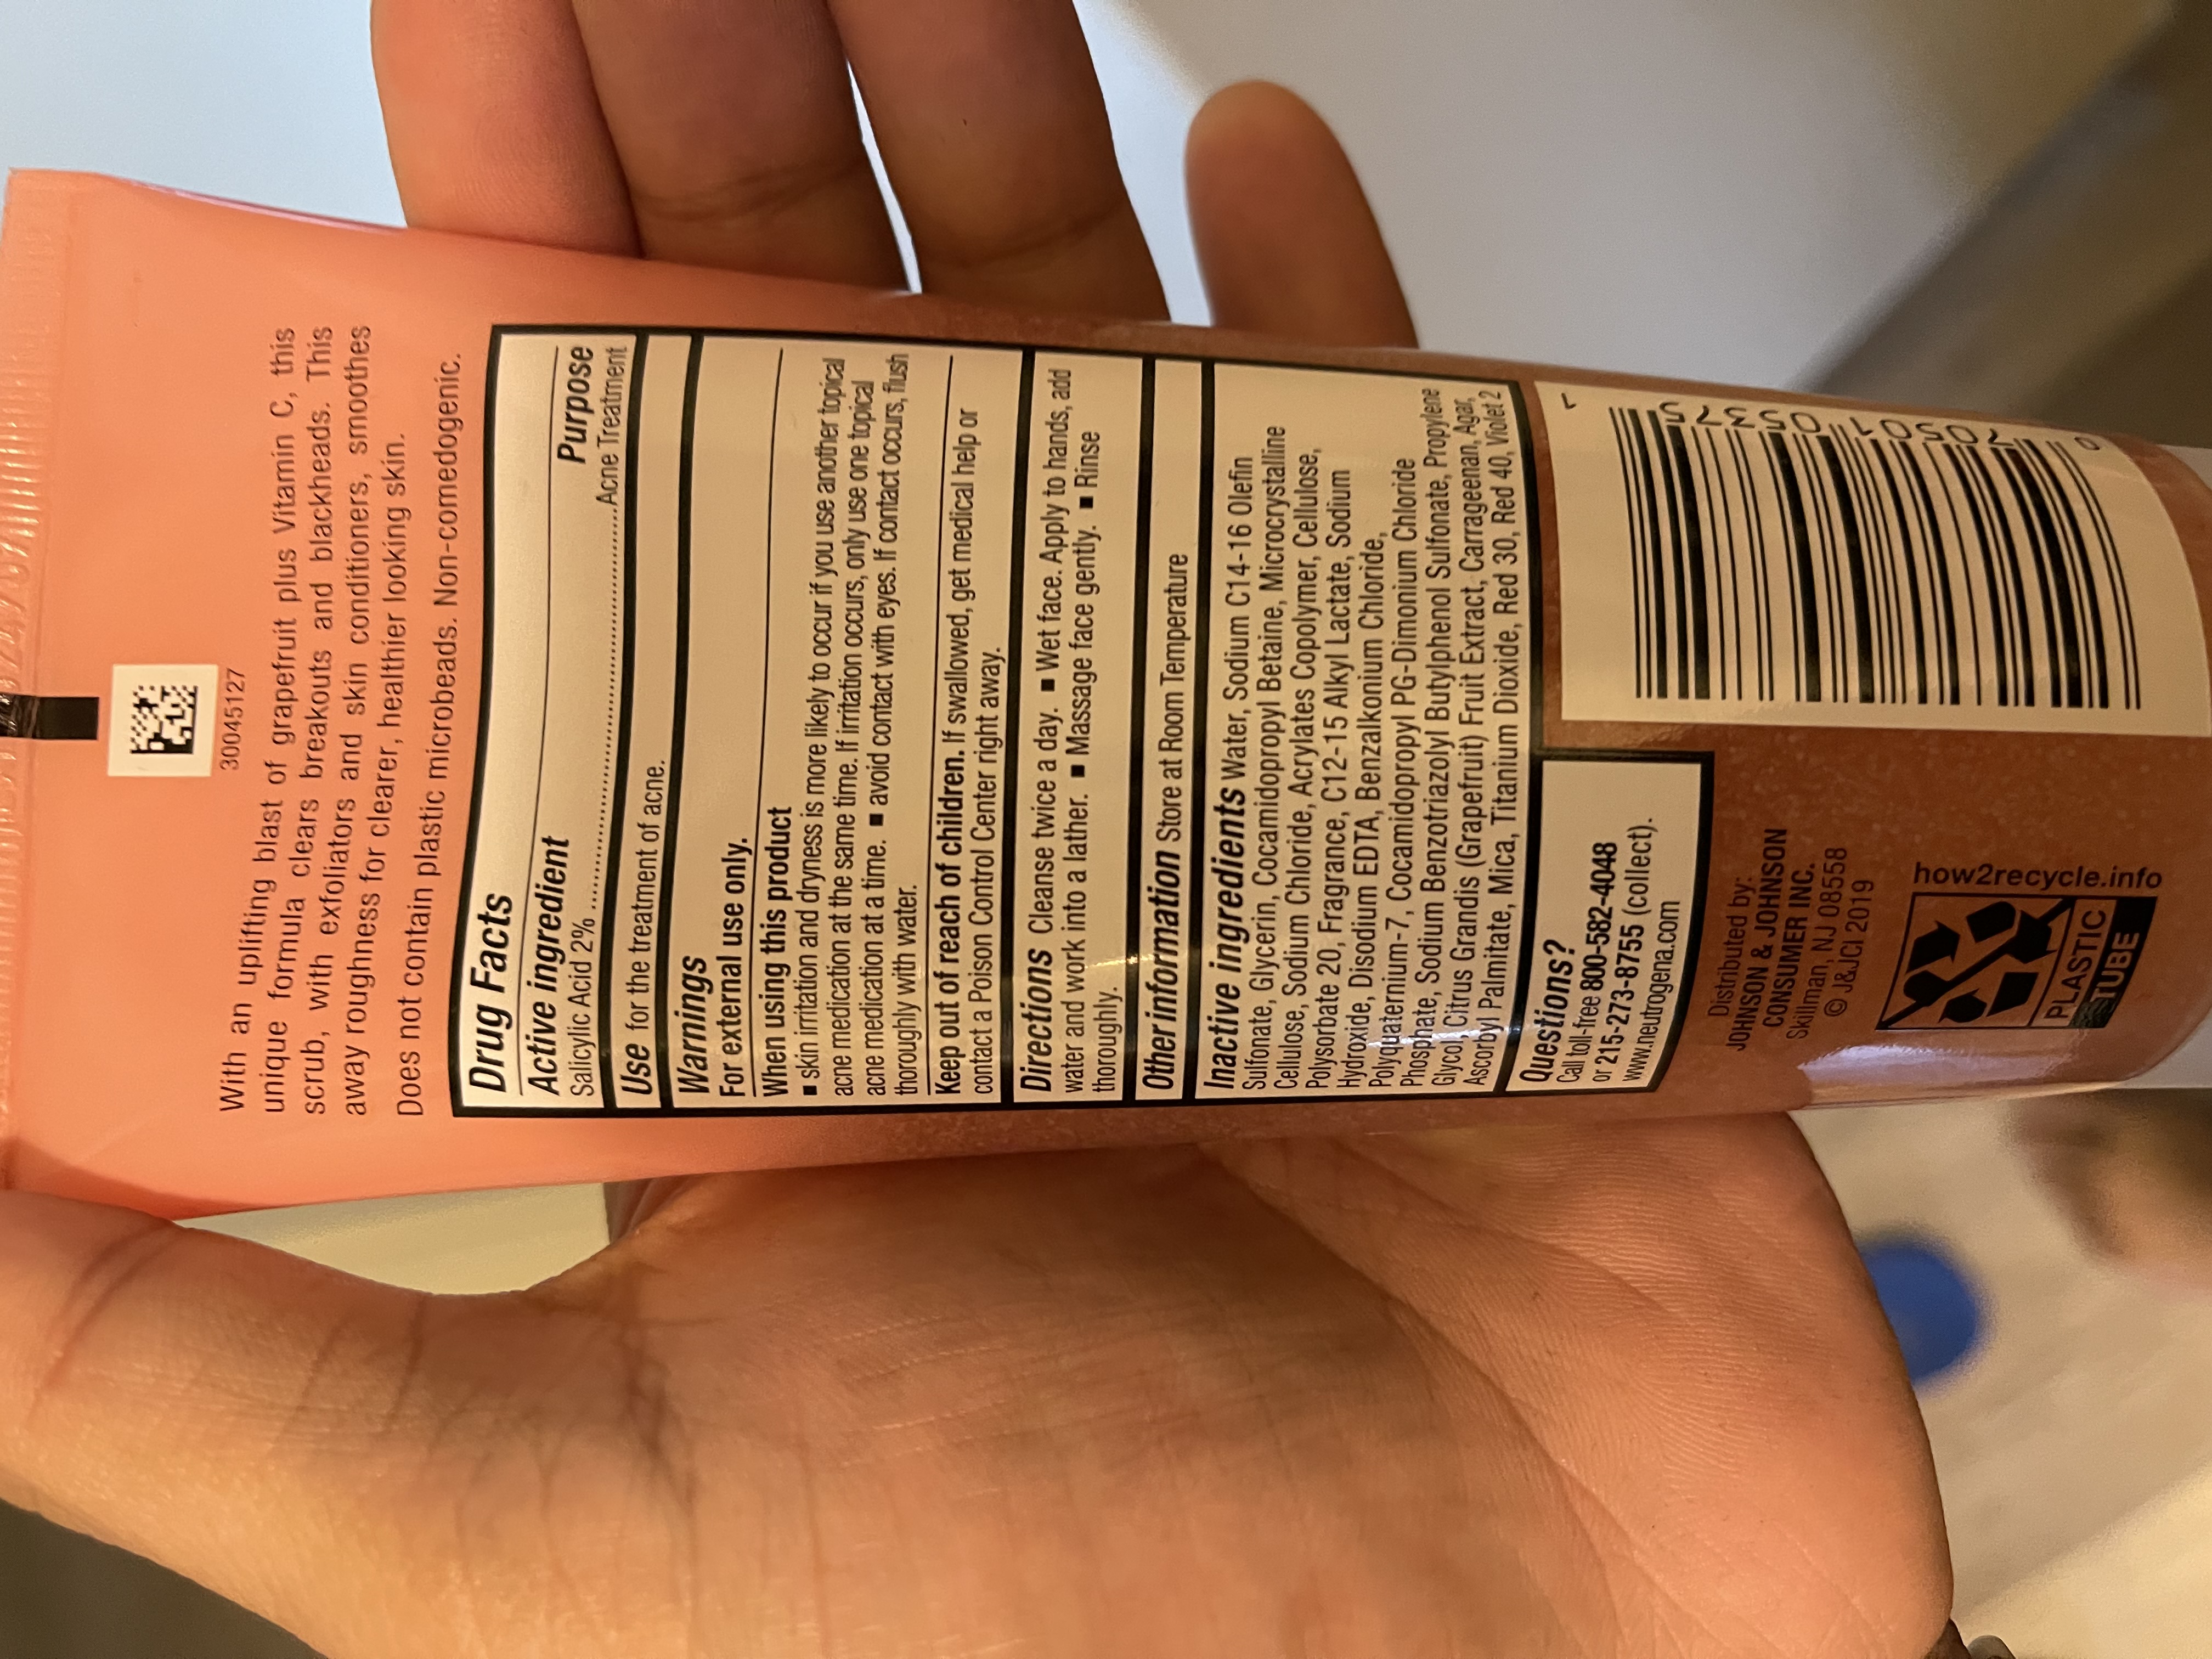 30045127
With an uplifting blast of grapefruit plus Vitamin C, this
unique formula clears breakouts and blackheads. This
scrub, with exfoliators and skin conditioners, smoothes
away roughness for clearer, healthier looking skin.
Does not contain plastic microbeads. Non-comedogenic.
Drug Facts
Active ingredient Purpose
Salicylic Acid 2% ........................................................Acne Treatment
Use for the treatment of acne.
Warnings
For external use only.
When using this product
▪ skin irritation and dryness is more likely to occur if you use another topical
acne medication at the same time. If irritation occurs, only use one topical
acne medication at a time. ▪ avoid contact with eyes. If contact occurs, flush
thoroughly with water.
Keep out of reach of children. If swallowed, get medical help or
contact a Poison Control Center right away.
Directions Cleanse twice a day. ▪ Wet face. Apply to hands, add
water and work into a lather. ▪ Massage face gently. ▪ Rinse
thoroughly.
Other information Store at Room Temperature
Inactive ingredients Water, Sodium C14-16 Olefin
Sulfonate, Glycerin, Cocamidopropyl Betaine, Microcrystalline
Cellulose, Sodium Chloride, Acrylates Copolymer, Cellulose,
Polysorbate 20, Fragrance, C12-15 Alkyl Lactate, Sodium
Hydroxide, Disodium EDTA, Benzalkonium Chloride,
Polyquaternium-7, Cocamidopropyl PG-Dimonium Chloride
Phosphate, Sodium Benzotriazolyl Butylphenol Sulfonate, Propylene
Glycol, Citrus Grandis (Grapefruit) Fruit Extract, Carrageenan, Agar,
Ascorbyl Palmitate, Mica, Titanium Dioxide, Red 30, Red 40, Violet 2
Questions?
Call toll-free 800-582-4048
or 215-273-8755 (collect).
www.neutrogena.com
Distributed by:
JOHNSON & JOHNSON
CONSUMER INC.
Skillman, NJ 08558
© J&JCI 2019
PLASTIC
TUBE
how2recycle.info
0 70501 05375 1